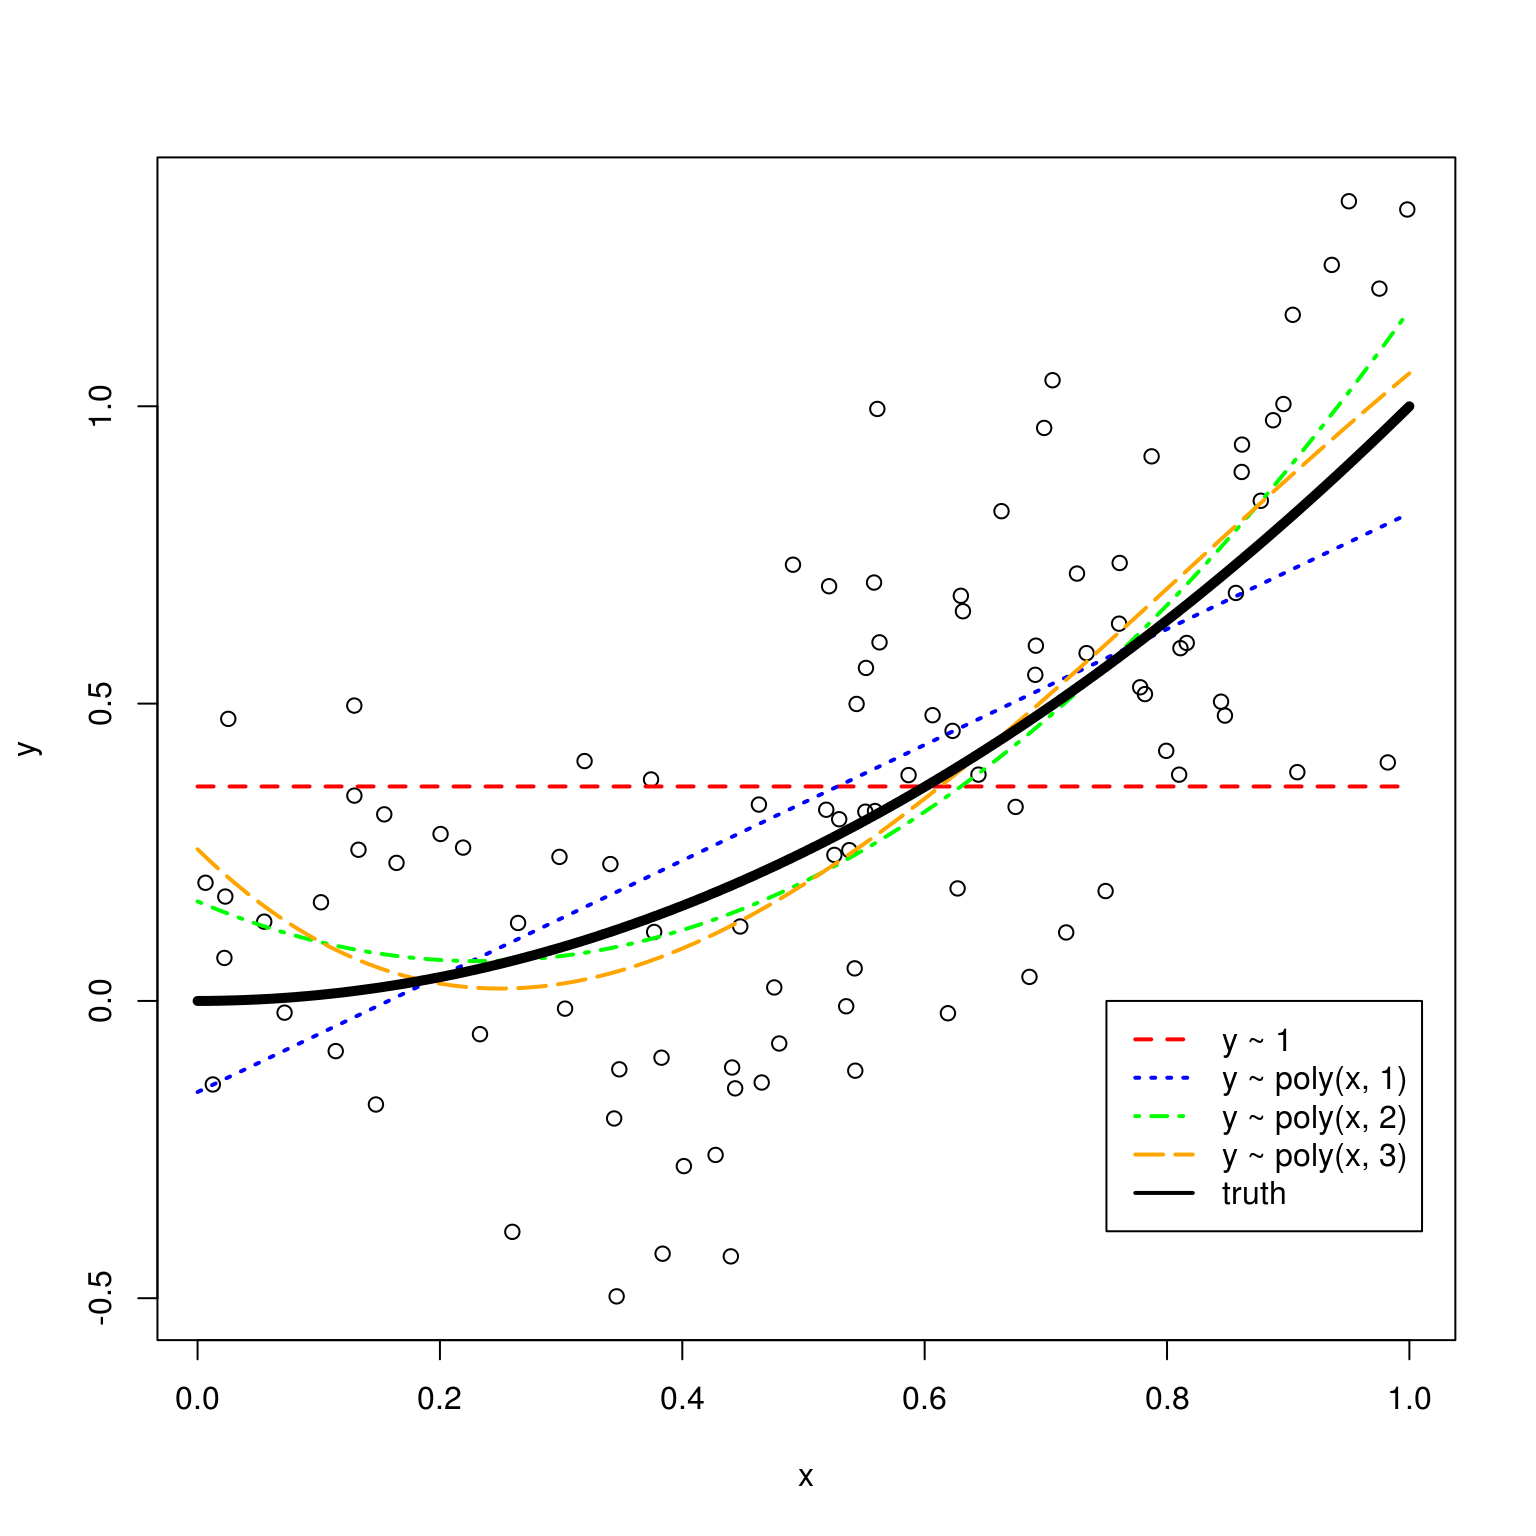 1.0
0.5
0.0
-0.5
y
0.0 0.2 0.4 0.6 0.8 1.0
x
y ~ 1
y ~ poly(x, 1)
y ~ poly(x, 2)
y ~ poly(x, 3)
truth